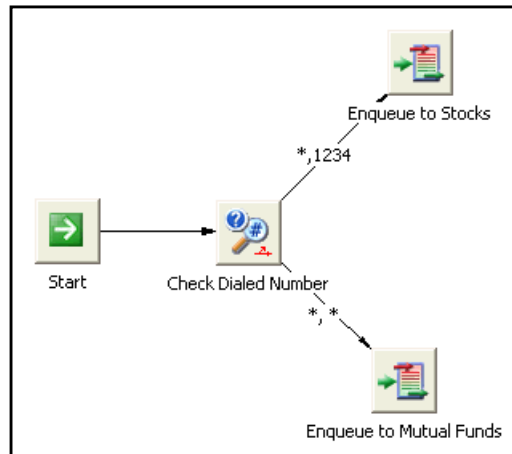 Enqueue to Stocks
*,1234
Start
Check Dialed Number
*, *
Enqueue to Mutual Funds